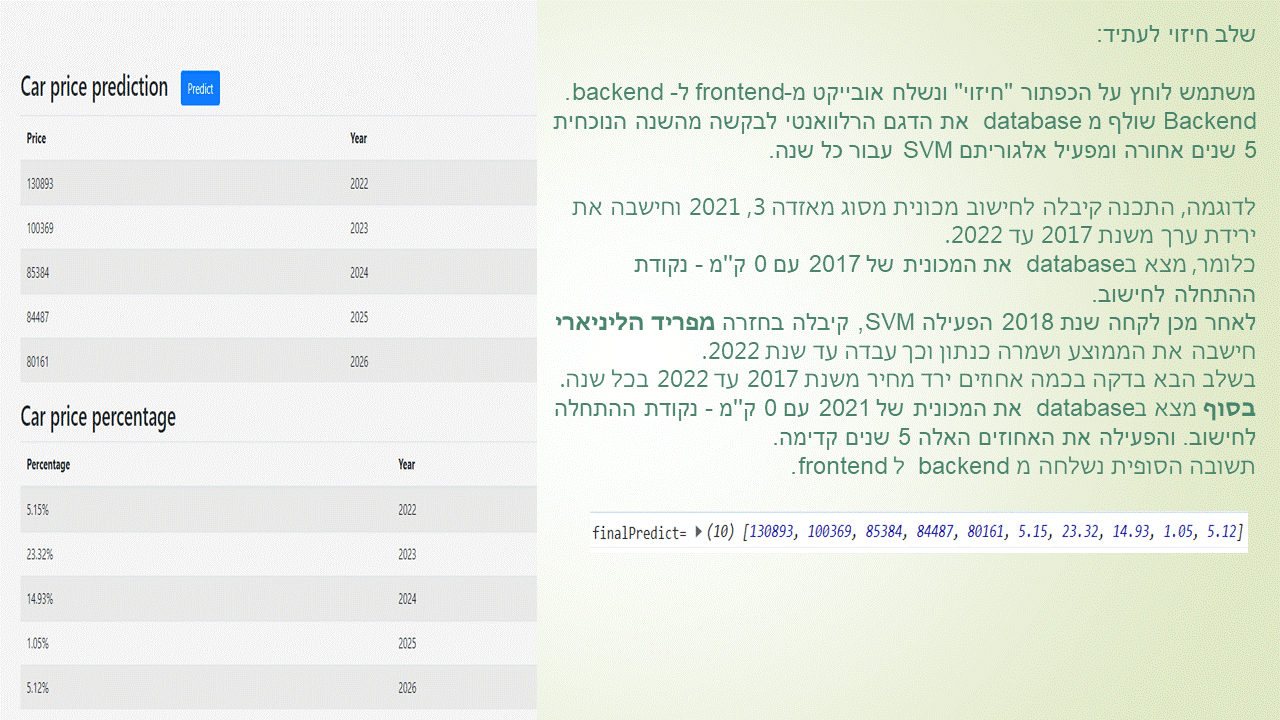 שלב חיזוי לעתיד:
משתמש לוחץ על הכפתור "חיזוי" ונשלח אובייקט מ-frontend ל- backend.
Backend שולף מ database את הדגם הרלוואנטי לבקשה מהשנה הנוכחית
5 שנים אחורה ומפעיל אלגוריתם SVM עבור כל שנה.
לדוגמה, התכנה קיבלה לחישוב מכונית מסוג מאזדה 3, 2021 וחישבה את
ירידת ערך משנת 2017 עד 2022.
כלומר, מצא בdatabase את המכונית של 2017 עם 0 ק"מ - נקודת
ההתחלה לחישוב.
לאחר מכן לקחה שנת 2018 הפעילה SVM, קיבלה בחזרה מפריד הליניארי
חישבה את הממוצע ושמרה כנתון וכך עבדה עד שנת 2022.
בשלב הבא בדקה בכמה אחוזים ירד מחיר משנת 2017 עד 2022 בכל שנה.
בסוף מצא בdatabase את המכונית של 2021 עם 0 ק"מ - נקודת ההתחלה
לחישוב. והפעילה את האחוזים האלה 5 שנים קדימה.
תשובה הסופית נשלחה מ backend ל frontend.
finalPredict= ▶(10) [130893, 100369, 85384, 84487, 80161, 5.15, 23.32, 14.93, 1.05, 5.12]
Car price prediction Predict
Price Year
130893 2022
100369 2023
85384 2024
84487 2025
80161 2026
Car price percentage
Percentage Year
5.15% 2022
23.32% 2023
14.93% 2024
1.05% 2025
5.12% 2026